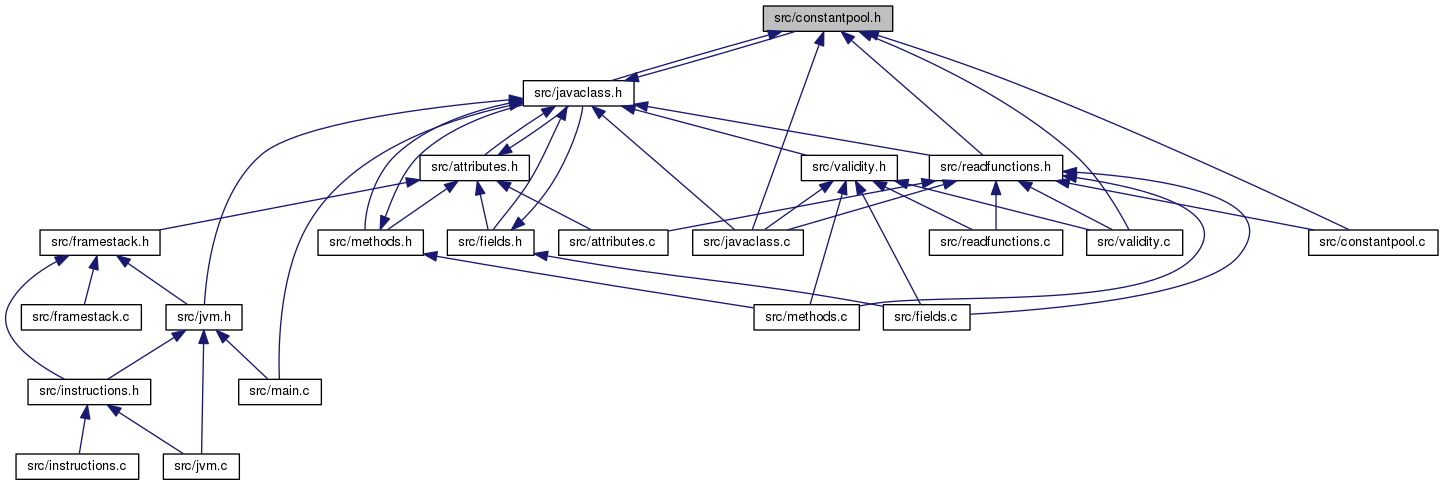 src/constantpool.h
src/javaclass.h
src/attributes.h
src/validity.h
src/readfunctions.h
src/framestack.h
src/methods.h
src/fields.h
src/attributes.c
src/javaclass.c
src/readfunctions.c
src/validity.c
src/constantpool.c
src/framestack.c
src/jvm.h
src/methods.c
src/fields.c
src/instructions.h
src/main.c
src/instructions.c
src/jvm.c